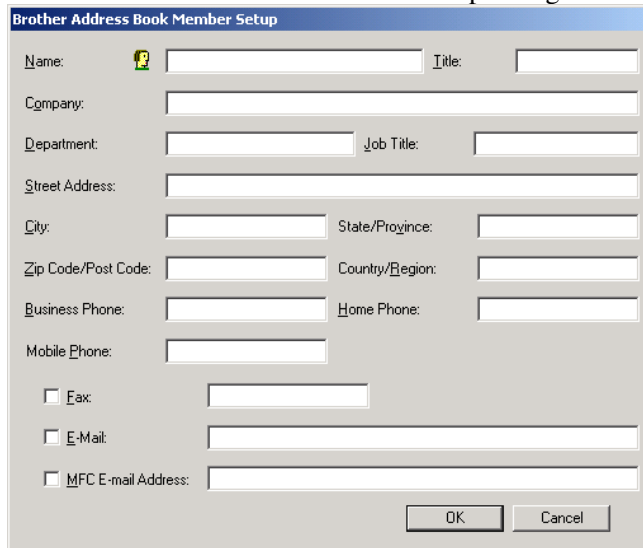 Brother Address Book Member Setup
Name: Title:
Company:
Department: Job Title:
Street Address:
City: State/Province:
Zip Code/Post Code: Country/Region:
Business Phone: Home Phone:
Mobile Phone:
Fax:
E-Mail:
MFC E-mail Address:
OK Cancel